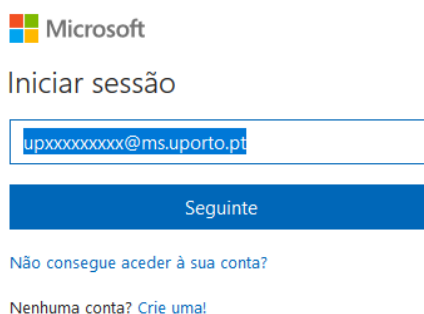 Microsoft
Iniciar sessão
upxxxxxxxxx@ms.uporto.pt
Seguinte
Não consegue aceder à sua conta?
Nenhuma conta? Crie uma!